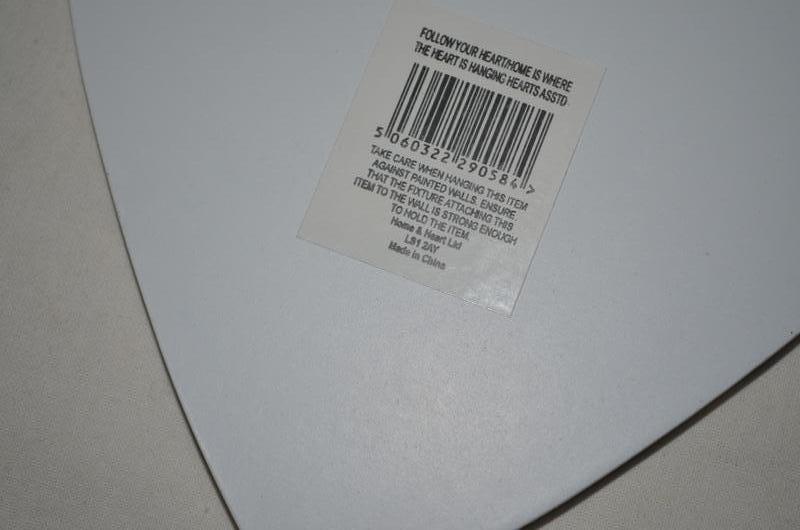 FOLLOW YOUR HEART/HOME IS WHERE
THE HEART IS HANGING HEARTS ASSTD
5 060322 290584 >
TAKE CARE WHEN HANGING THIS ITEM
AGAINST PAINTED WALLS. ENSURE
THAT THE FIXTURE ATTACHING THIS
ITEM TO THE WALL IS STRONG ENOUGH
TO HOLD THE ITEM.
Home & Heart Ltd
LS1 2AY
Made in China